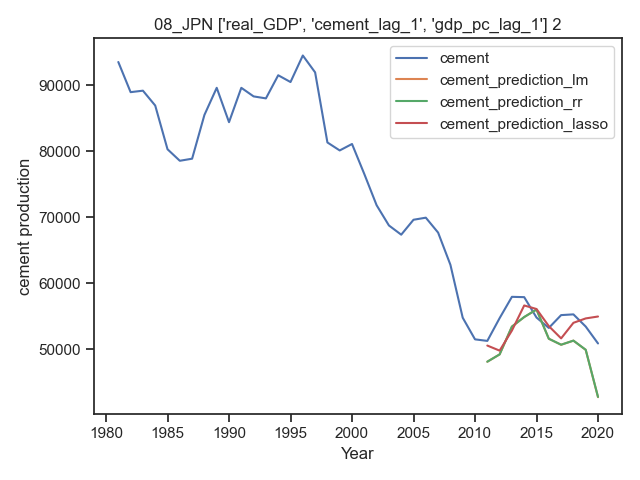 08_JPN ['real_GDP', 'cement_lag_1', 'gdp_pc_lag_1'] 2
cement
cement_prediction_lm
cement_prediction_rr
cement_prediction_lasso
cement production
90000
80000
70000
60000
50000
1980 1985 1990 1995 2000 2005 2010 2015 2020
Year